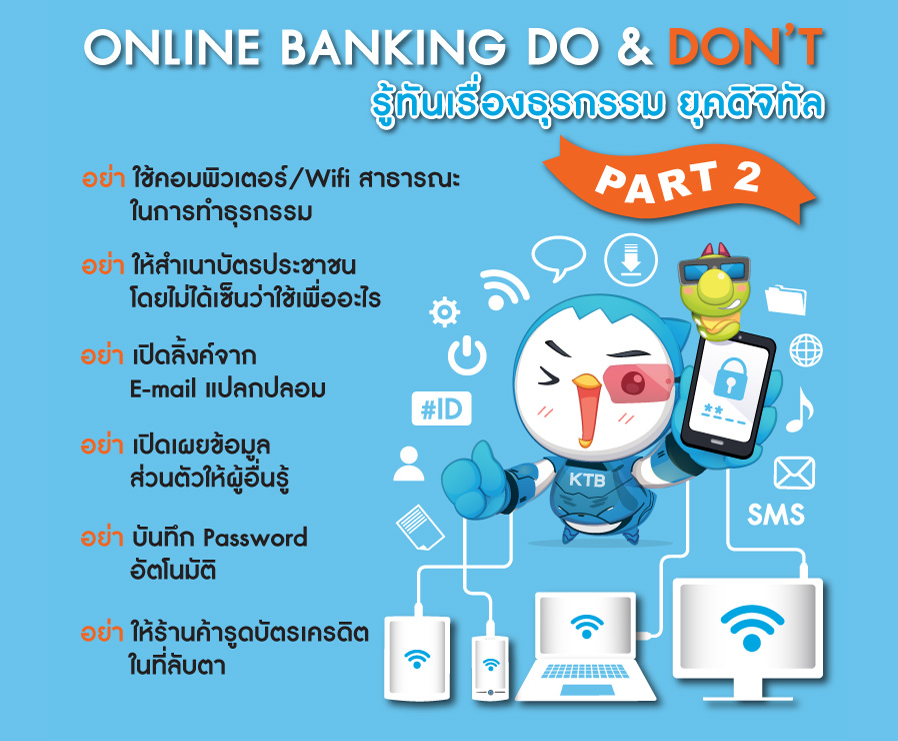 ONLINE BANKING DO & DON'T
รู้ทันเรื่องธุรกรรม ยุคดิจิทัล
PART 2
อย่า ใช้คอมพิวเตอร์/Wifi สาธารณะ
ในการทำธุรกรรม
อย่า ให้สำเนาบัตรประชาชน
โดยไม่ได้เซ็นว่าใช้เพื่ออะไร
อย่า เปิดลิ้งค์จาก
E-mail แปลกปลอม
อย่า เปิดเผยข้อมูล
ส่วนตัวให้ผู้อื่นรู้
อย่า บันทึก Password
อัตโนมัติ
อย่า ให้ร้านค้ารูดบัตรเครดิต
ในที่ลับตา
#ID
**__
KTB
SMS